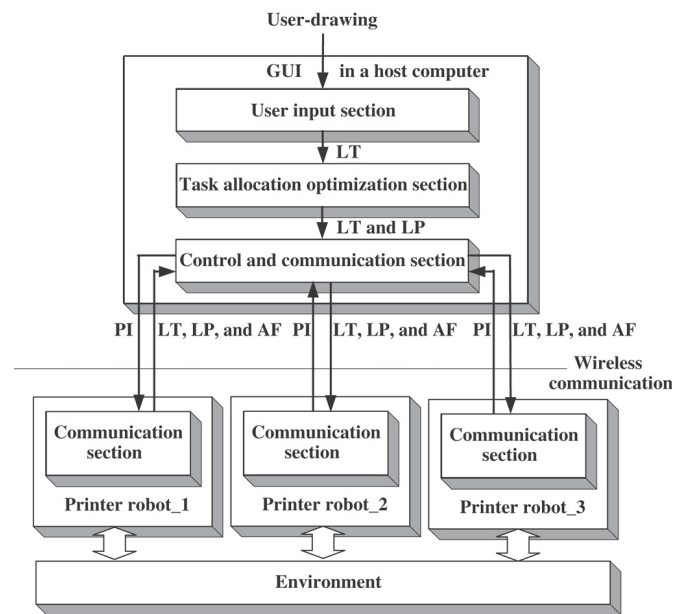 User-drawing
GUI in a host computer
User input section
LT
Task allocation optimization section
LT and LP
Control and communication section
PI LT, LP, and AF PI LT, LP, and AF PI LT, LP, and AF
Wireless
communication
Communication
section
Printer robot_1
Communication
section
Printer robot_2
Communication
section
Printer robot_3
Environment